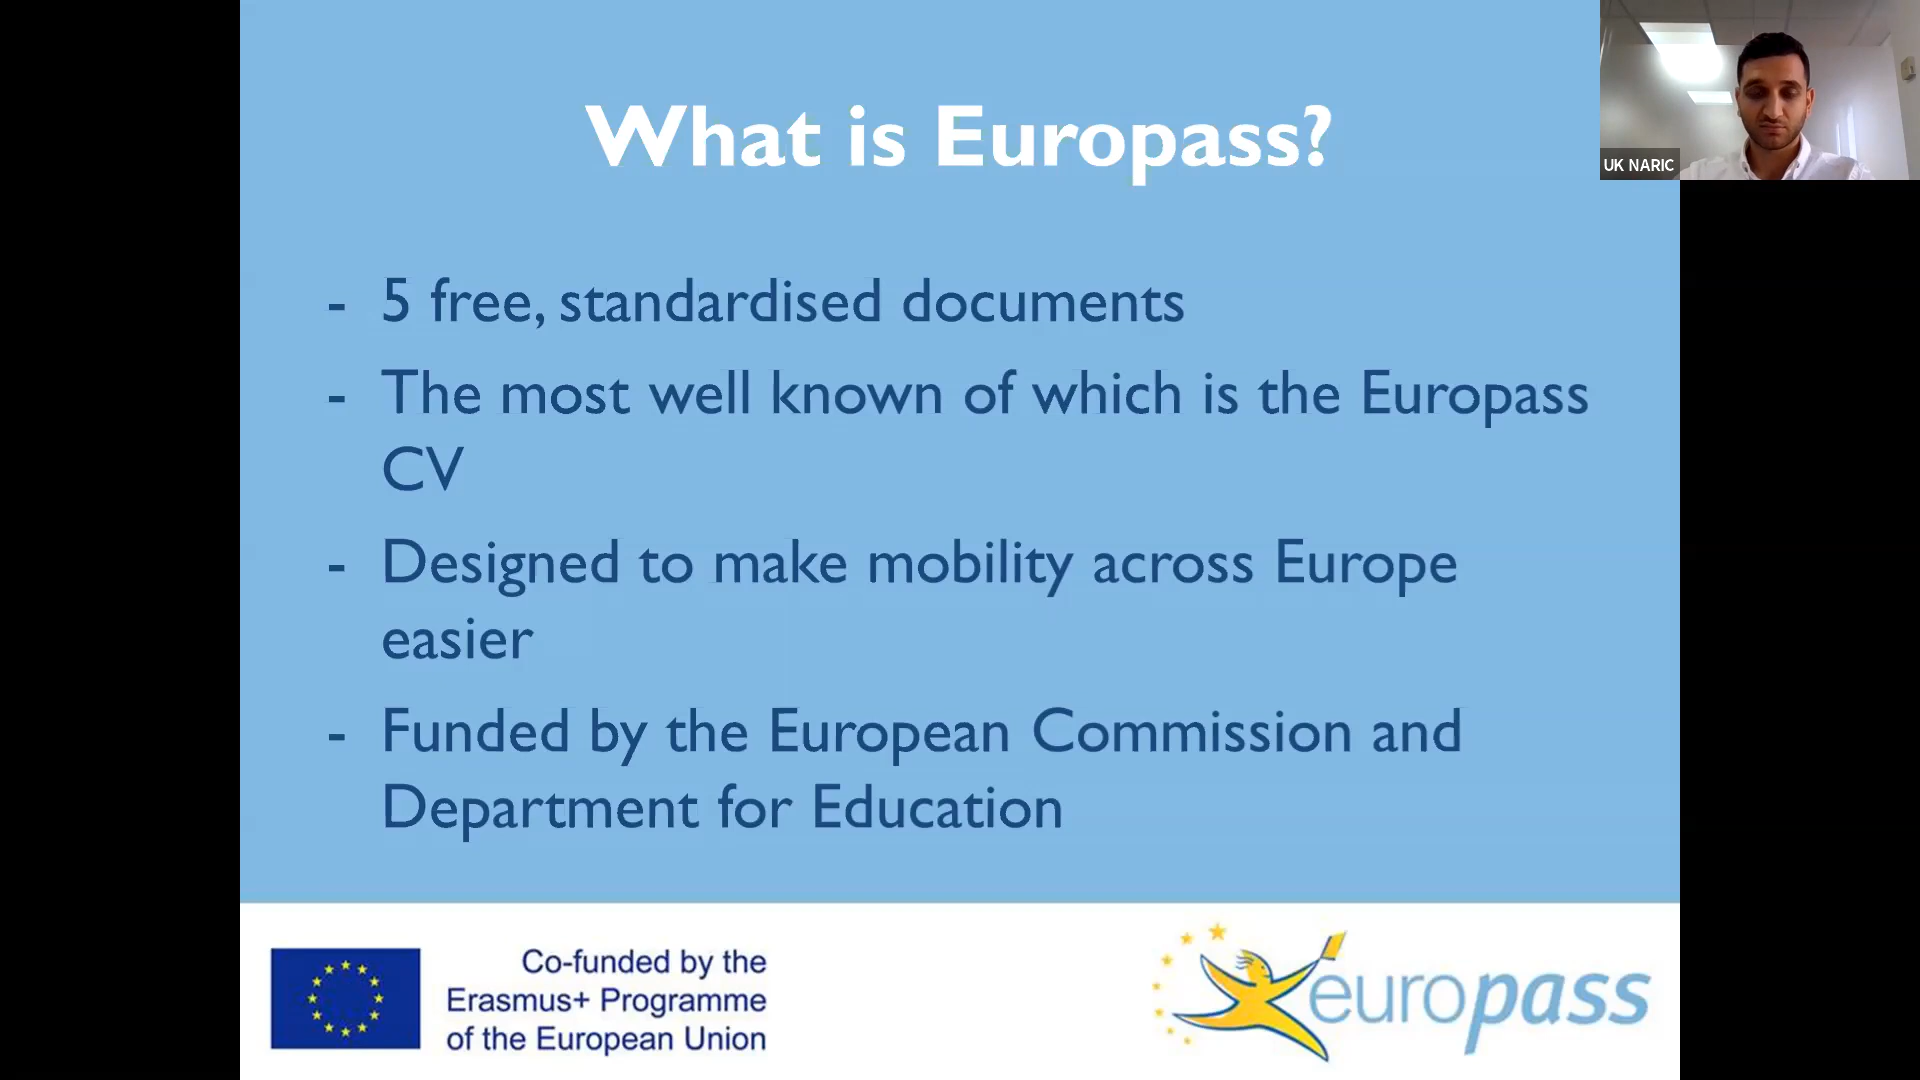 What is Europass?
UK NARIC
- 5 free, standardised documents
- The most well known of which is the Europass
CV
- Designed to make mobility across Europe
easier
- Funded by the European Commission and
Department for Education
Co-funded by the
Erasmus+ Programme
of the European Union
europass